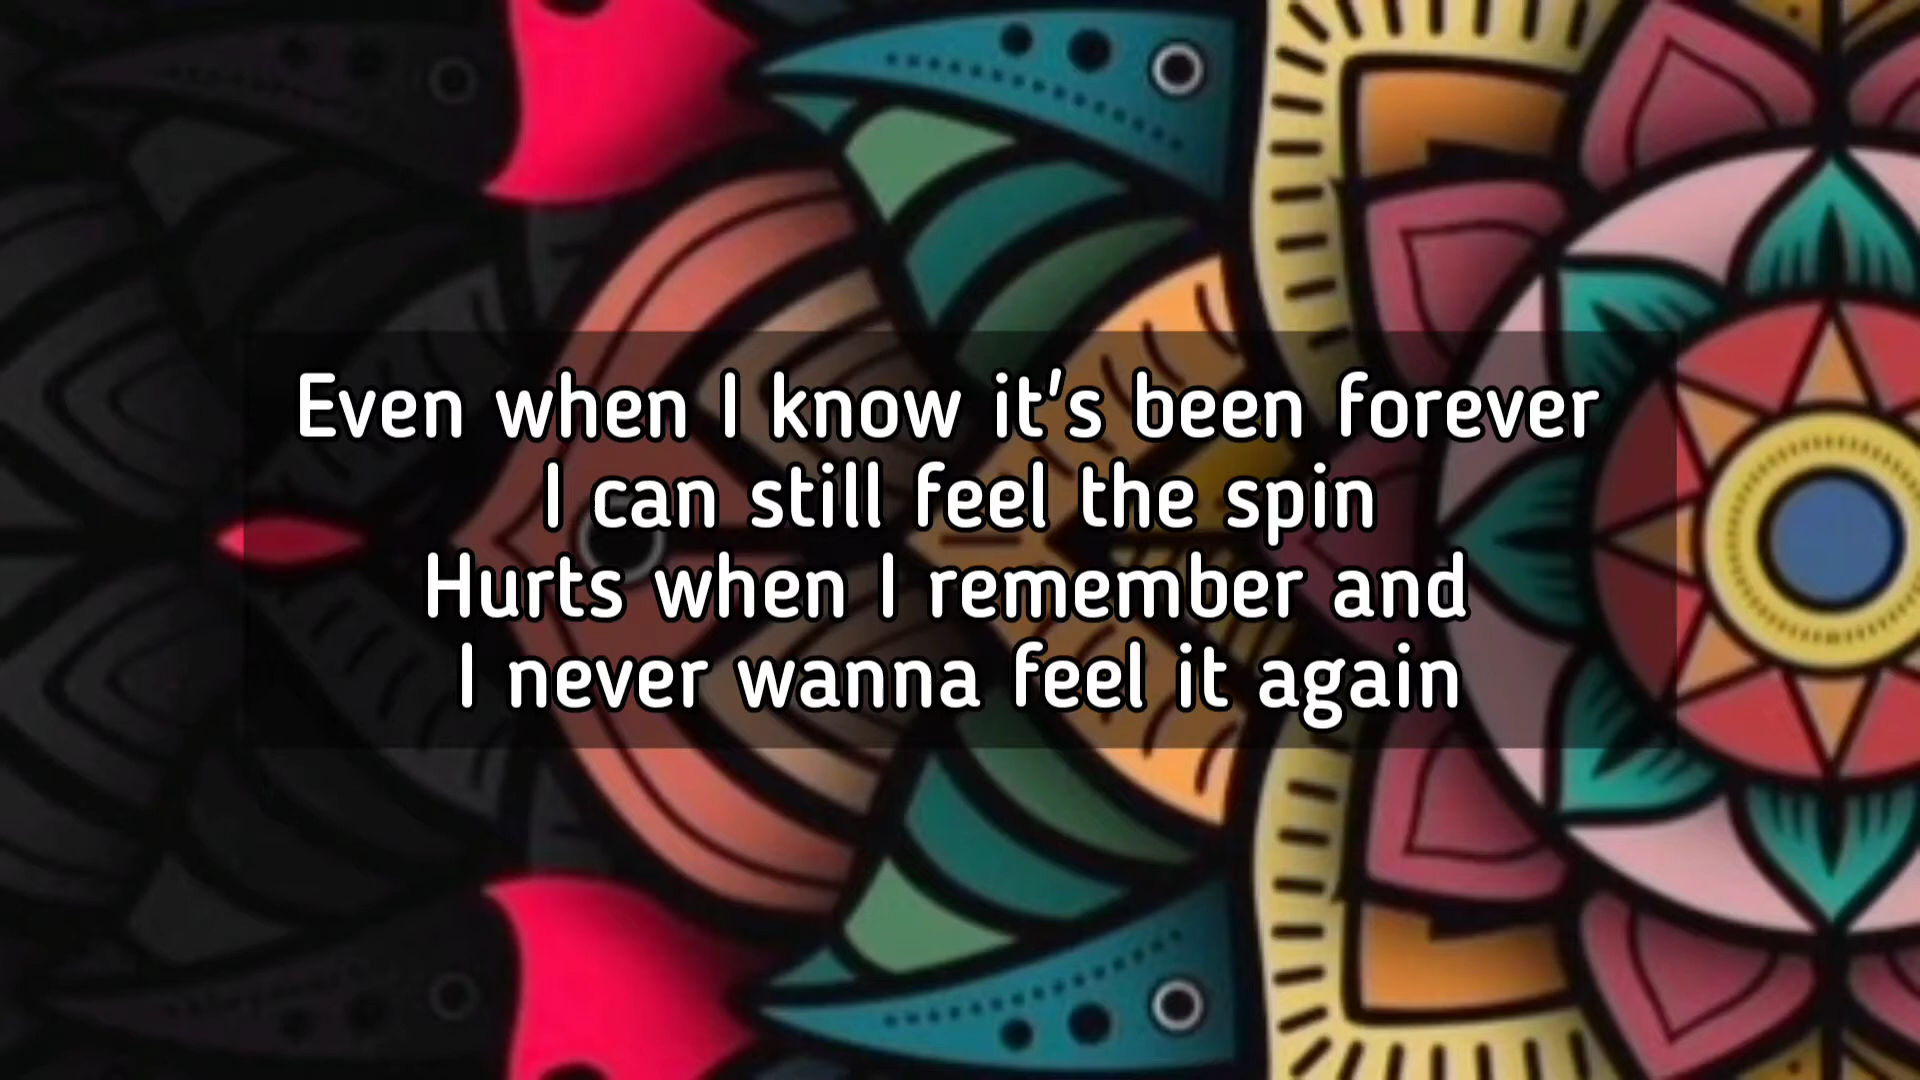 Even when I know it's been forever
I can still feel the spin
Hurts when I remember and
I never wanna feel it again